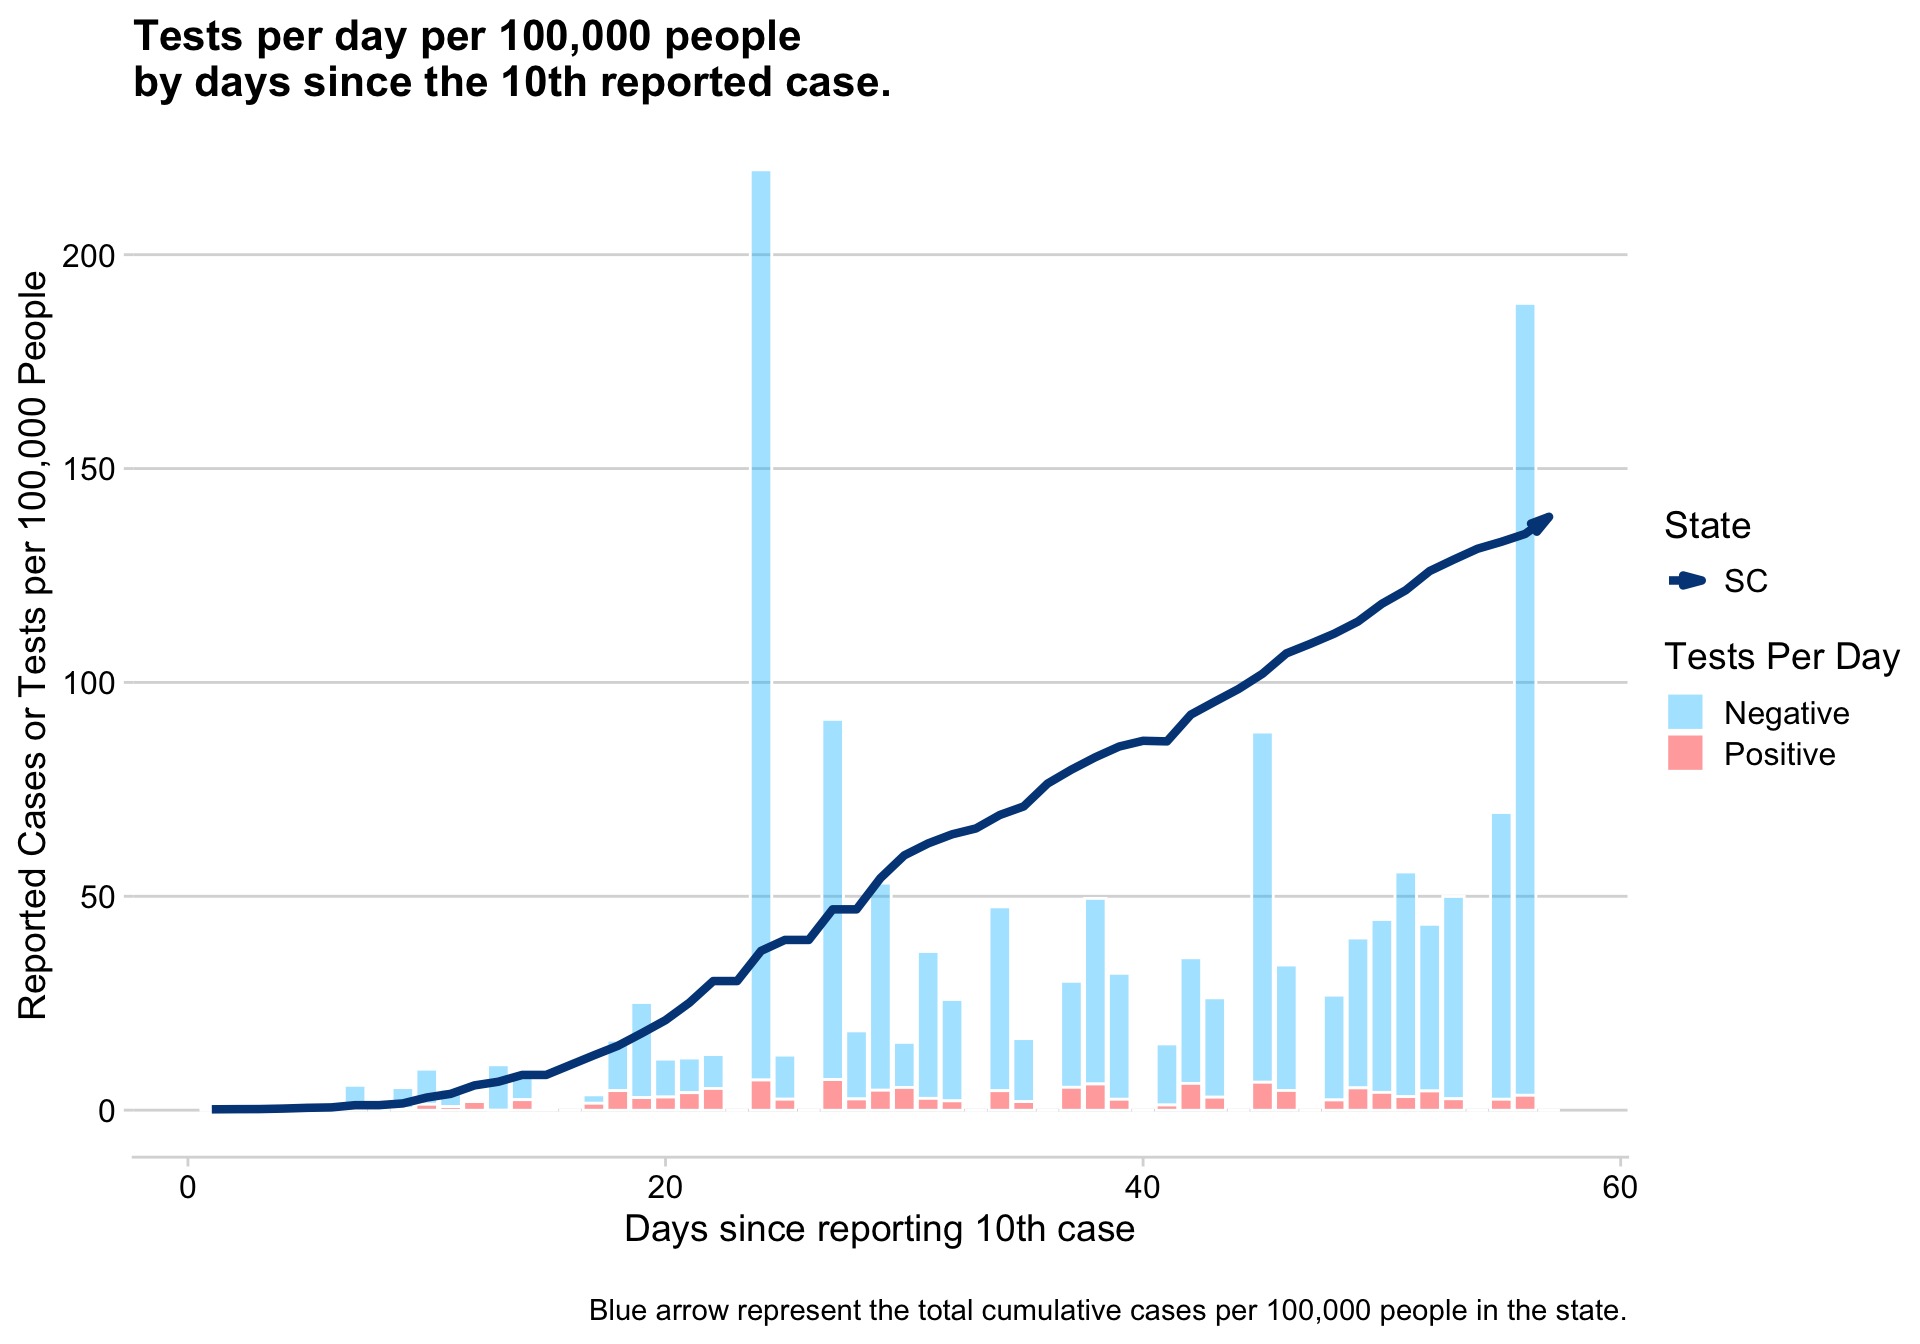 Tests per day per 100,000 people
by days since the 10th reported case.
Reported Cases or Tests per 100,000 People
200
150
100
50
0
0
20
40
60
Days since reporting 10th case
State
SC
Tests Per Day
Negative
Positive
Blue arrow represent the total cumulative cases per 100,000 people in the state.